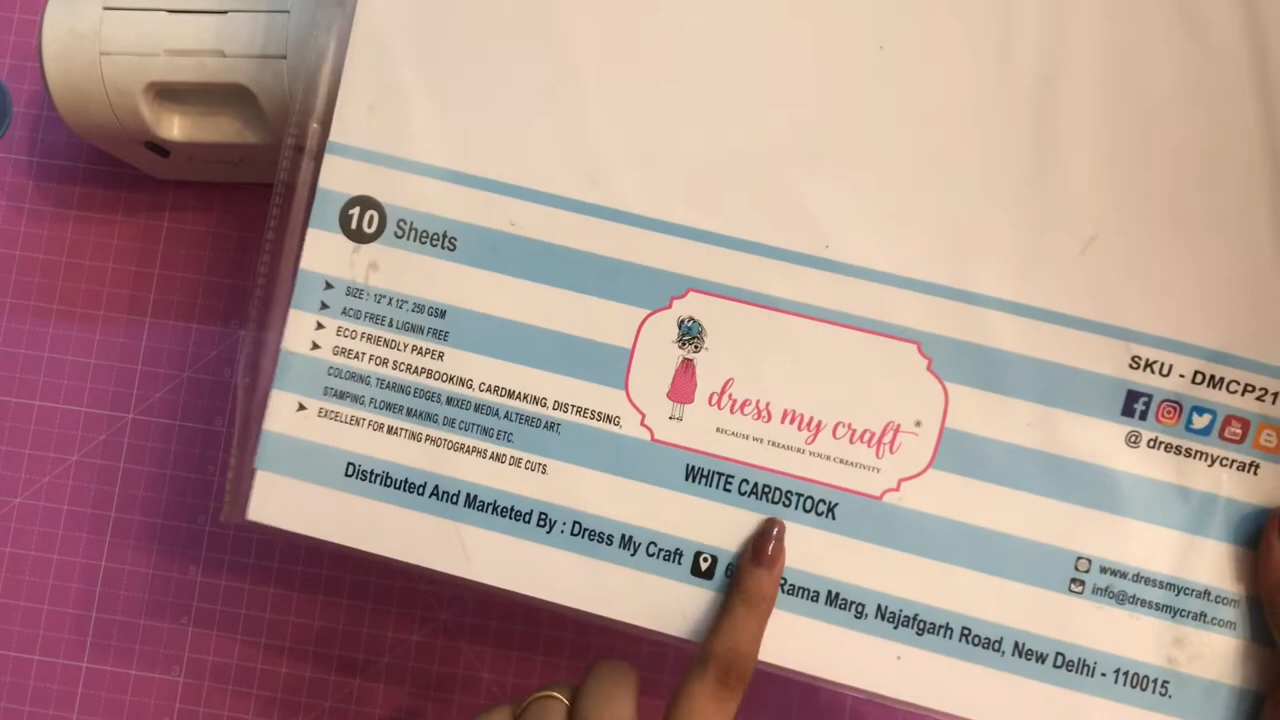 10 Sheets
SIZE : 12" X 12", 250 GSM
ACID FREE & LIGNIN FREE
ECO FRIENDLY PAPER
GREAT FOR SCRAPBOOKING, CARDMAKING, DISTRESSING,
COLORING, TEARING EDGES, MIXED MEDIA, ALTERED ART,
STAMPING, FLOWER MAKING, DIE CUTTING ETC.
EXCELLENT FOR MATTING PHOTOGRAPHS AND DIE CUTS.
dress my craft ®
BECAUSE WE TREASURE YOUR CREATIVITY
WHITE CARDSTOCK
SKU - DMCP21
@ dressmycraft
www.dressmycraft.com
info@dressmycraft.com
Distributed And Marketed By : Dress My Craft Rama Marg, Najafgarh Road, New Delhi - 110015.